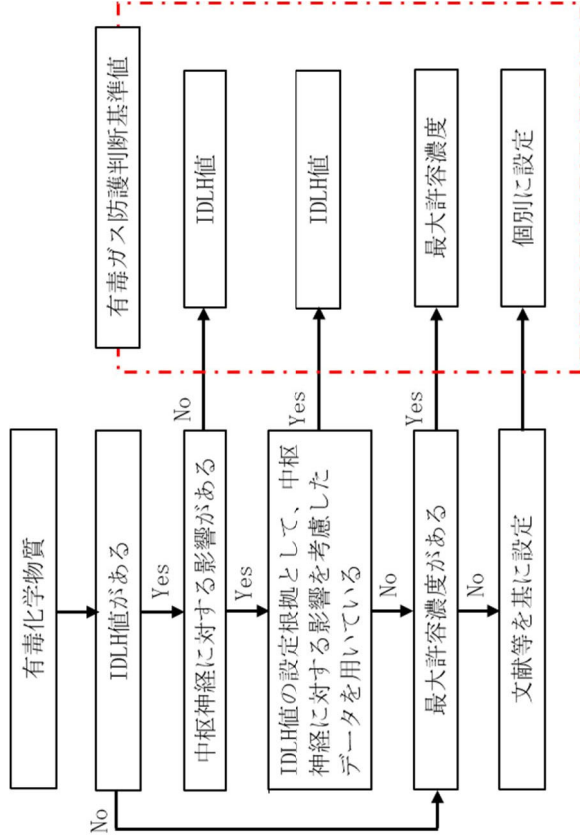 有毒化学物質
有毒ガス防護判断基準値
IDLH値がある
No
Yes
中枢神経に対する影響がある
No
IDLH値
Yes
IDLH値の設定根拠として、中枢
神経に対する影響を考慮した
データを用いている
Yes
IDLH値
No
最大許容濃度がある
Yes
最大許容濃度
No
文献等を基に設定
個別に設定